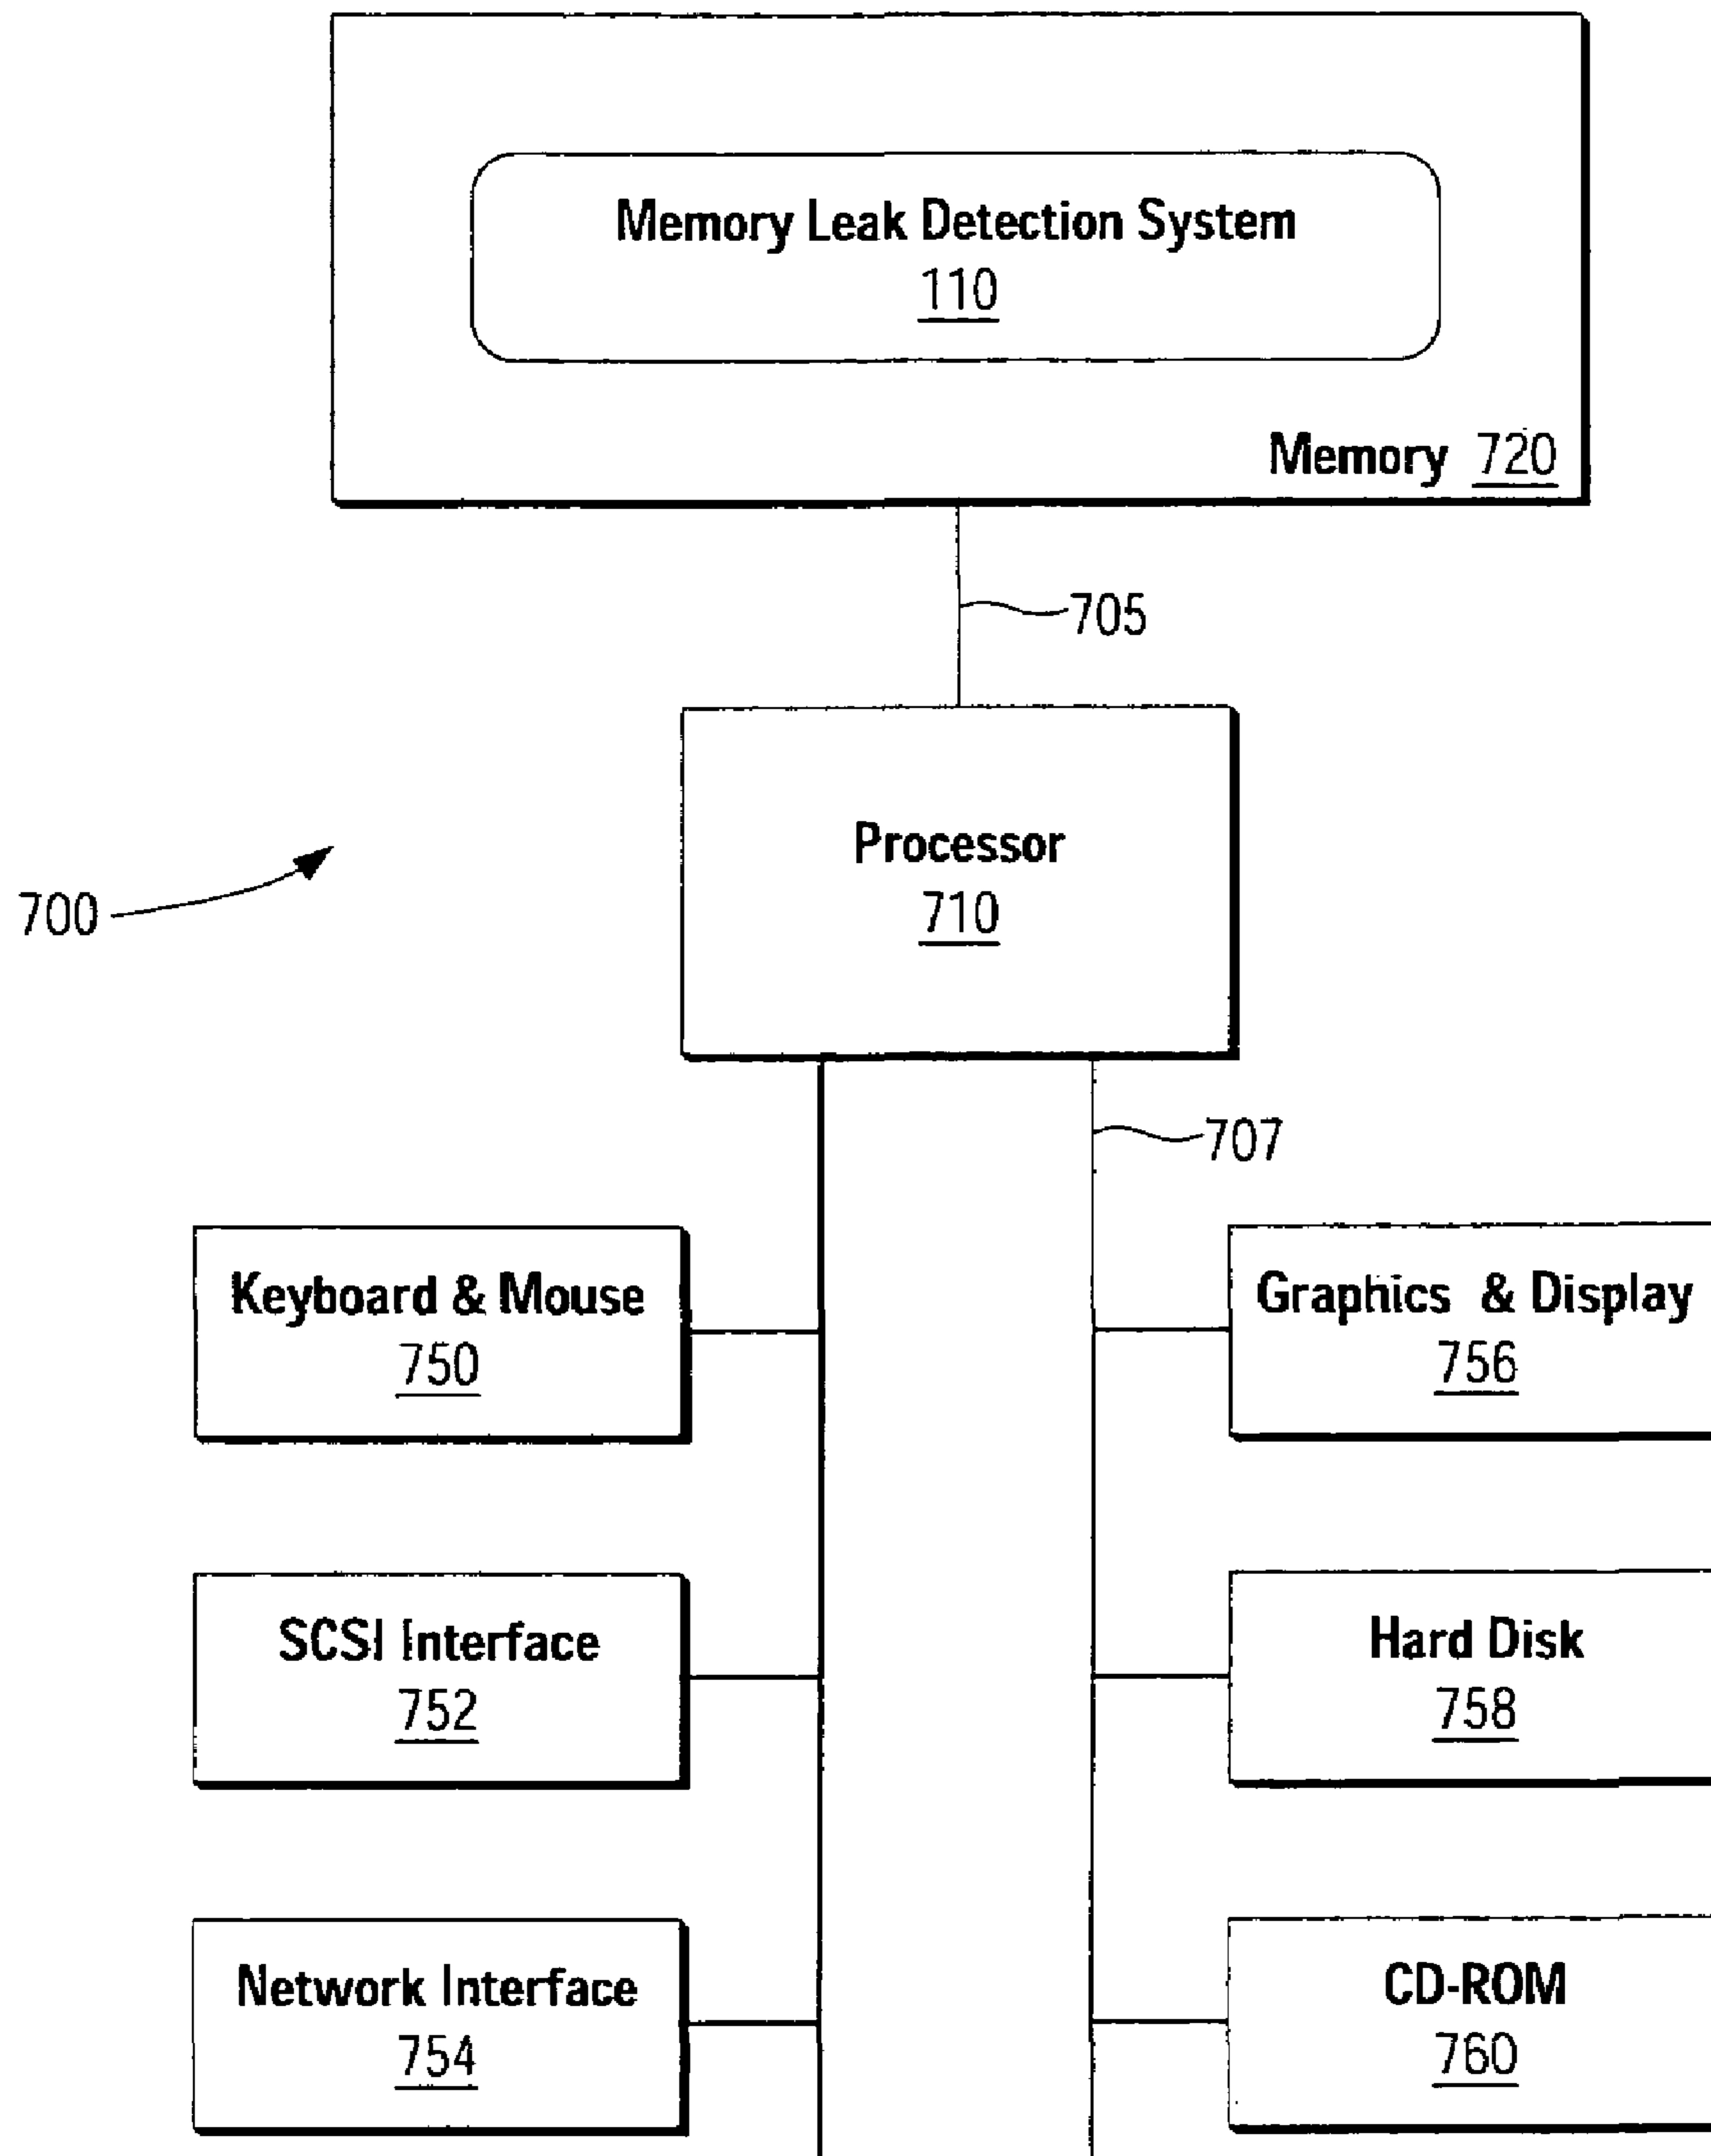 Memory Leak Detection System
110
Memory 720
705
Processor
710
700
707
Keyboard & Mouse
750
Graphics & Display
756
SCSI Interface
752
Hard Disk
758
Network Interface
754
CD-ROM
760